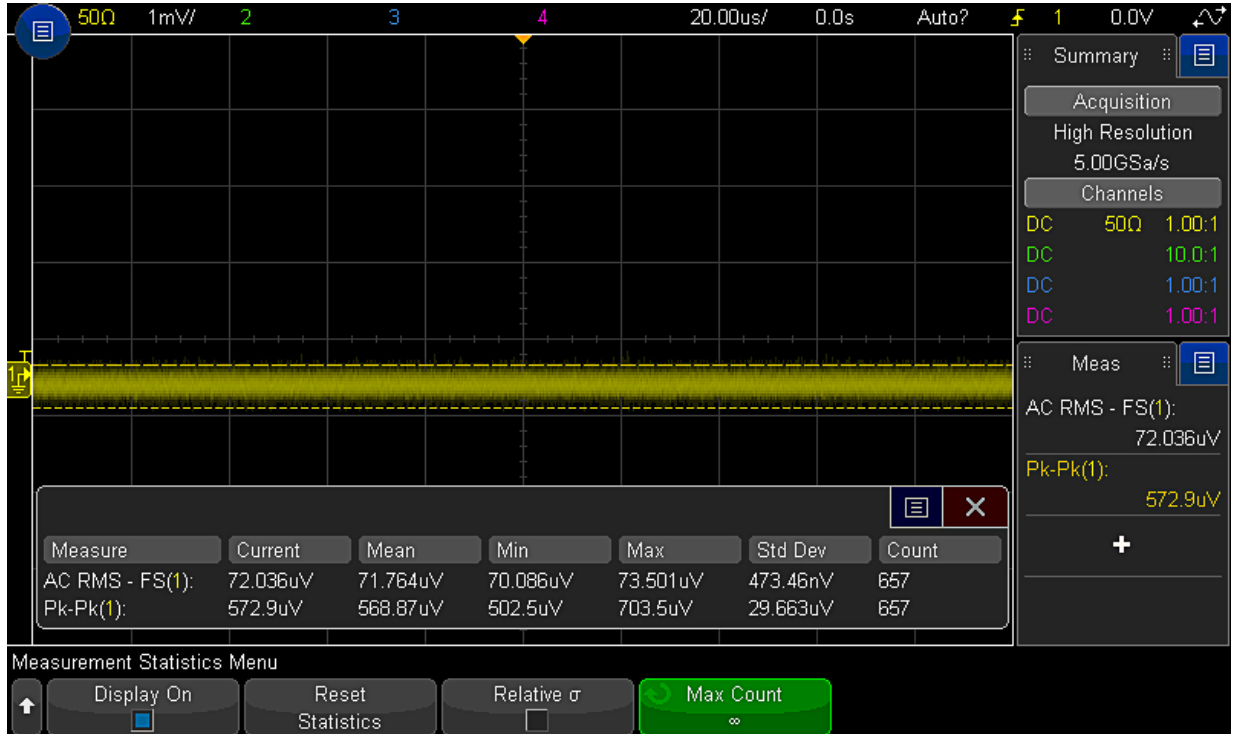 50Ω 1mV/ 2 3 4 20.00us/ 0.0s Auto? 1 0.0V
Summary
Acquisition
High Resolution
5.00GSa/s
Channels
DC 50Ω 1.00:1
DC 10.0:1
DC 1.00:1
DC 1.00:1
T
1
Meas
AC RMS - FS(1):
72.036uV
Pk-Pk(1):
572.9uV
+
Measure Current Mean Min Max Std Dev Count
AC RMS - FS(1): 72.036uV 71.764uV 70.086uV 73.501uV 473.46nV 657
Pk-Pk(1): 572.9uV 568.87uV 502.5uV 703.5uV 29.663uV 657
Measurement Statistics Menu
Display On
Reset
Statistics
Relative σ
Max Count
∞